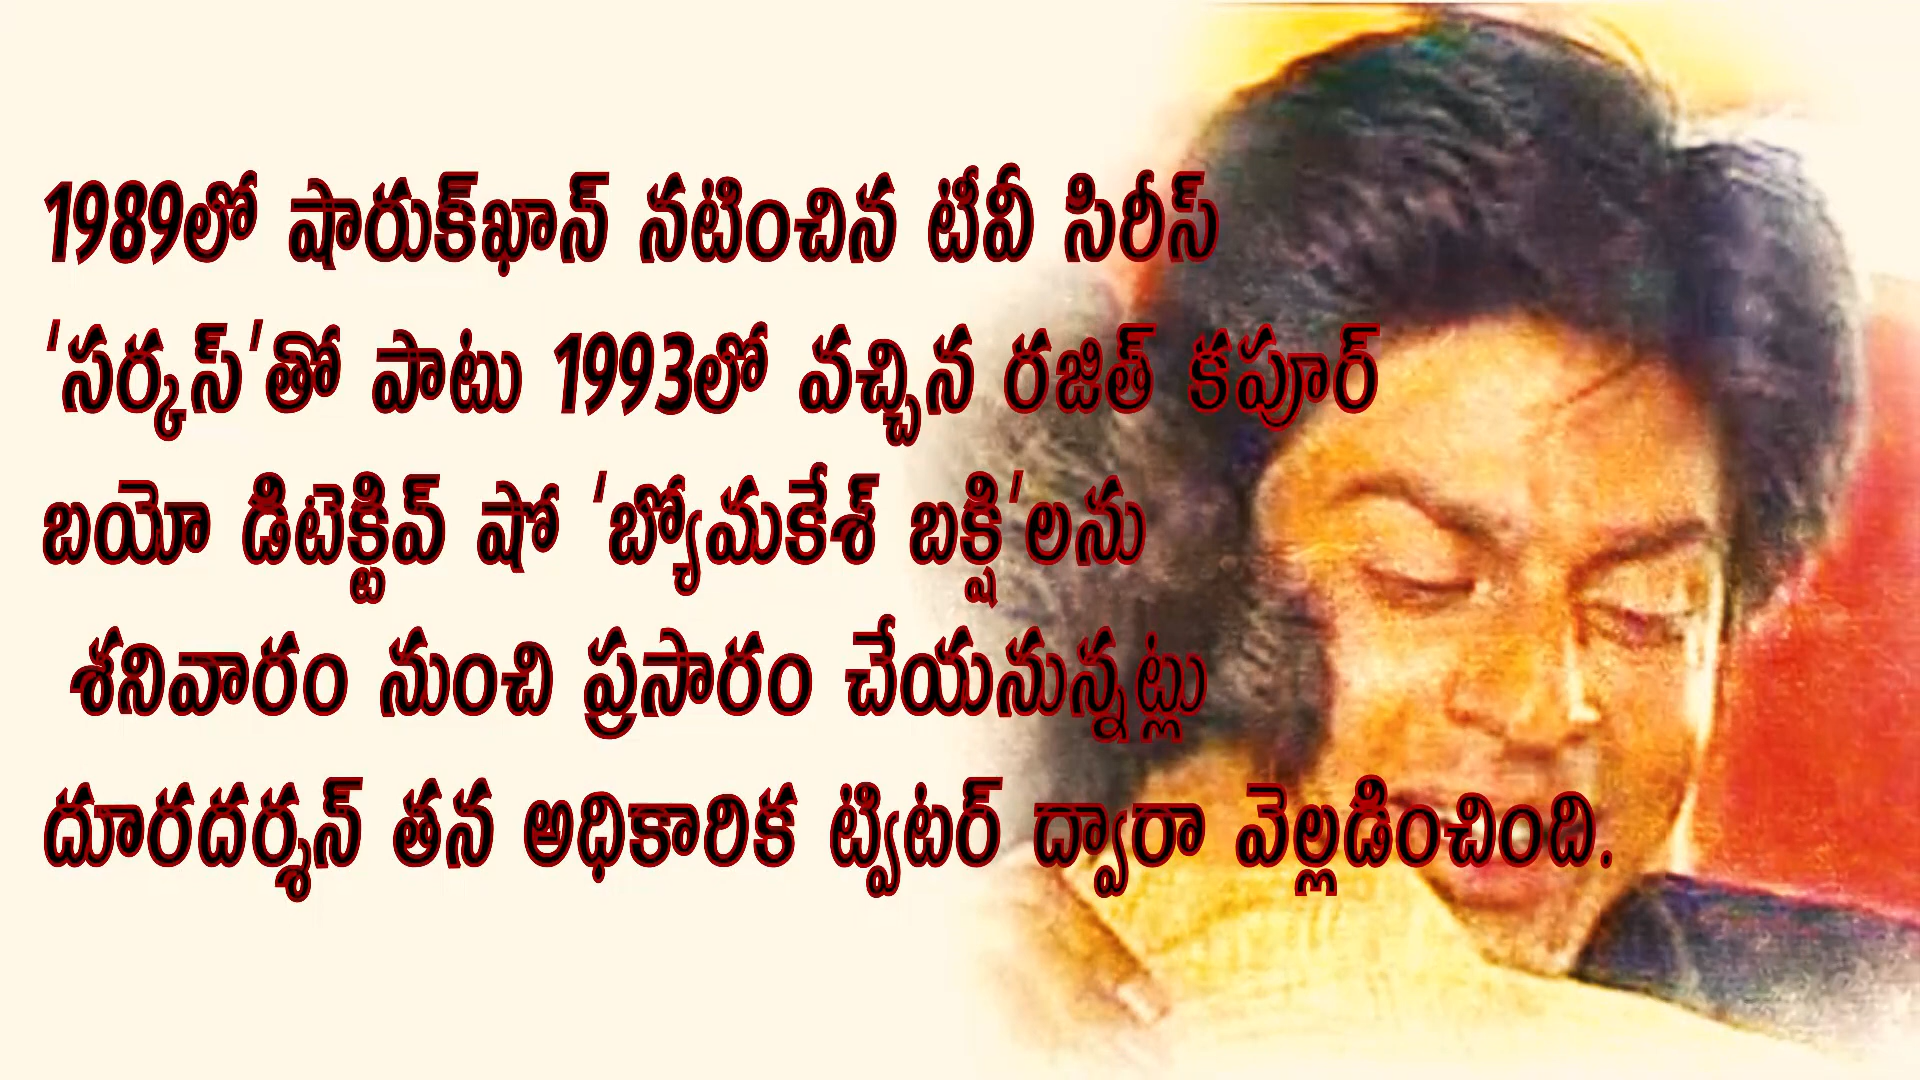 1989లో షారుక్‌ఖాన్ నటించిన టీవీ సిరీస్
'సర్కస్'తో పాటు 1993లో వచ్చిన రజిత్ కపూర్
బయో డిటెక్టివ్ షో 'బ్యోమకేశ్ బక్షి'లను
శనివారం నుంచి ప్రసారం చేయనున్నట్లు
దూరదర్శన్ తన అధికారిక ట్విటర్ ద్వారా వెల్లడించింది.